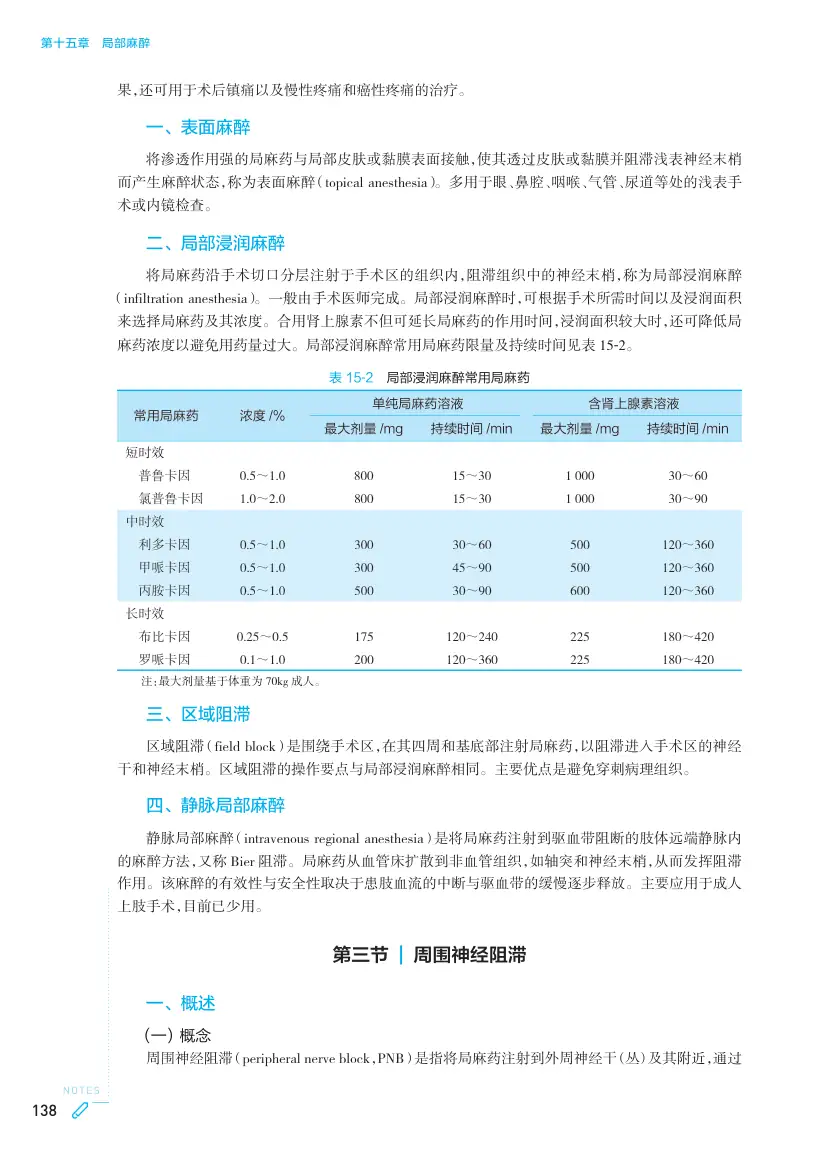 第十五章 局部麻醉
果,还可用于术后镇痛以及慢性疼痛和癌性疼痛的治疗。
一、表面麻醉
将渗透作用强的局麻药与局部皮肤或黏膜表面接触,使其透过皮肤或黏膜并阻滞浅表神经末梢
而产生麻醉状态,称为表面麻醉(topical anesthesia)。多用于眼、鼻腔、咽喉、气管、尿道等处的浅表手
术或内镜检查。
二、局部浸润麻醉
将局麻药沿手术切口分层注射于手术区的组织内,阻滞组织中的神经末梢,称为局部浸润麻醉
(infiltration anesthesia)。一般由手术医师完成。局部浸润麻醉时,可根据手术所需时间以及浸润面积
来选择局麻药及其浓度。合用肾上腺素不但可延长局麻药的作用时间,浸润面积较大时,还可降低局
麻药浓度以避免用药量过大。局部浸润麻醉常用局麻药限量及持续时间见表 15-2。
表 15-2 局部浸润麻醉常用局麻药
常用局麻药 浓度 /% 单纯局麻药溶液 含肾上腺素溶液
最大剂量 /mg 持续时间 /min 最大剂量 /mg 持续时间 /min
短时效
普鲁卡因 0.5～1.0 800 15～30 1 000 30～60
氯普鲁卡因 1.0～2.0 800 15～30 1 000 30～90
中时效
利多卡因 0.5～1.0 300 30～60 500 120～360
甲哌卡因 0.5～1.0 300 45～90 500 120～360
丙胺卡因 0.5～1.0 500 30～90 600 120～360
长时效
布比卡因 0.25～0.5 175 120～240 225 180～420
罗哌卡因 0.1～1.0 200 120～360 225 180～420
注:最大剂量基于体重为 70kg 成人。
三、区域阻滞
区域阻滞(field block)是围绕手术区,在其四周和基底部注射局麻药,以阻滞进入手术区的神经
干和神经末梢。区域阻滞的操作要点与局部浸润麻醉相同。主要优点是避免穿刺病理组织。
四、静脉局部麻醉
静脉局部麻醉(intravenous regional anesthesia)是将局麻药注射到驱血带阻断的肢体远端静脉内
的麻醉方法,又称 Bier 阻滞。局麻药从血管床扩散到非血管组织,如轴突和神经末梢,从而发挥阻滞
作用。该麻醉的有效性与安全性取决于患肢血流的中断与驱血带的缓慢逐步释放。主要应用于成人
上肢手术,目前已少用。
第三节 | 周围神经阻滞
一、概述
(一) 概念
周围神经阻滞(peripheral nerve block,PNB)是指将局麻药注射到外周神经干(丛)及其附近,通过
NOTES
138